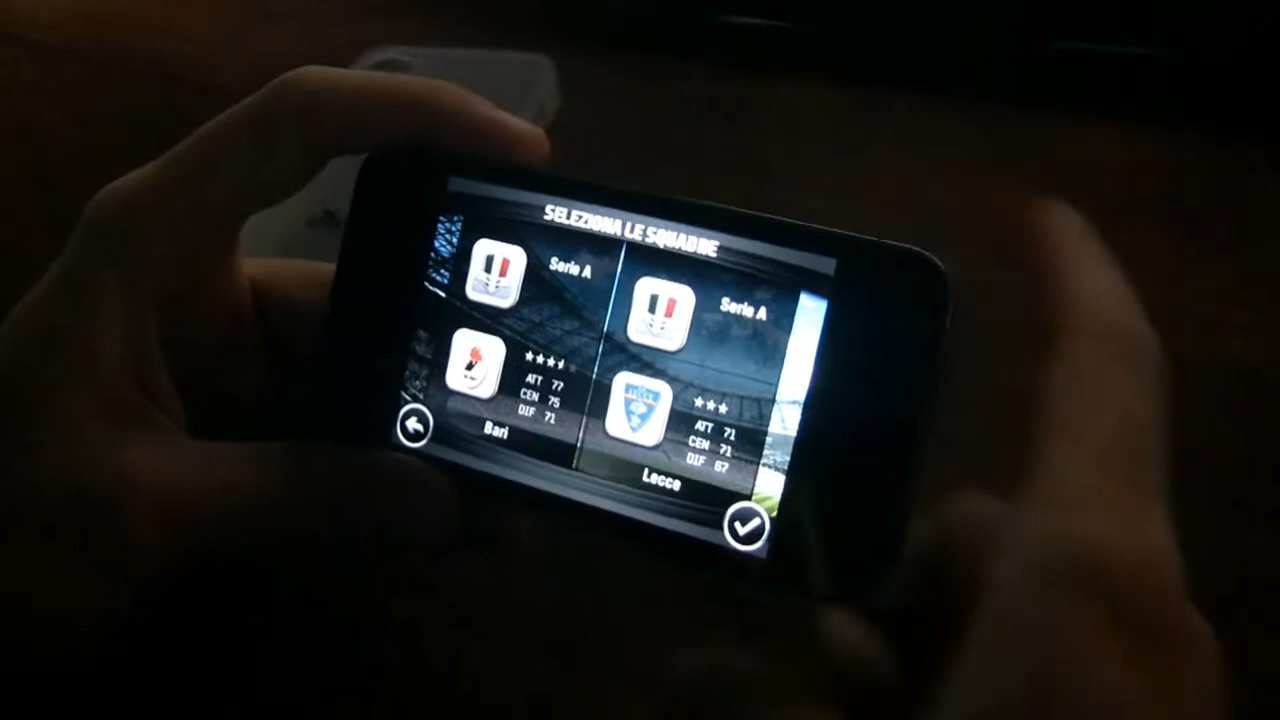 SELEZIONA LE SQUADRE
Serie A
ATT 77
CEN 75
DIF 71
Bari
Serie A
LECCE
ATT 71
CEN 71
DIF 67
Lecce